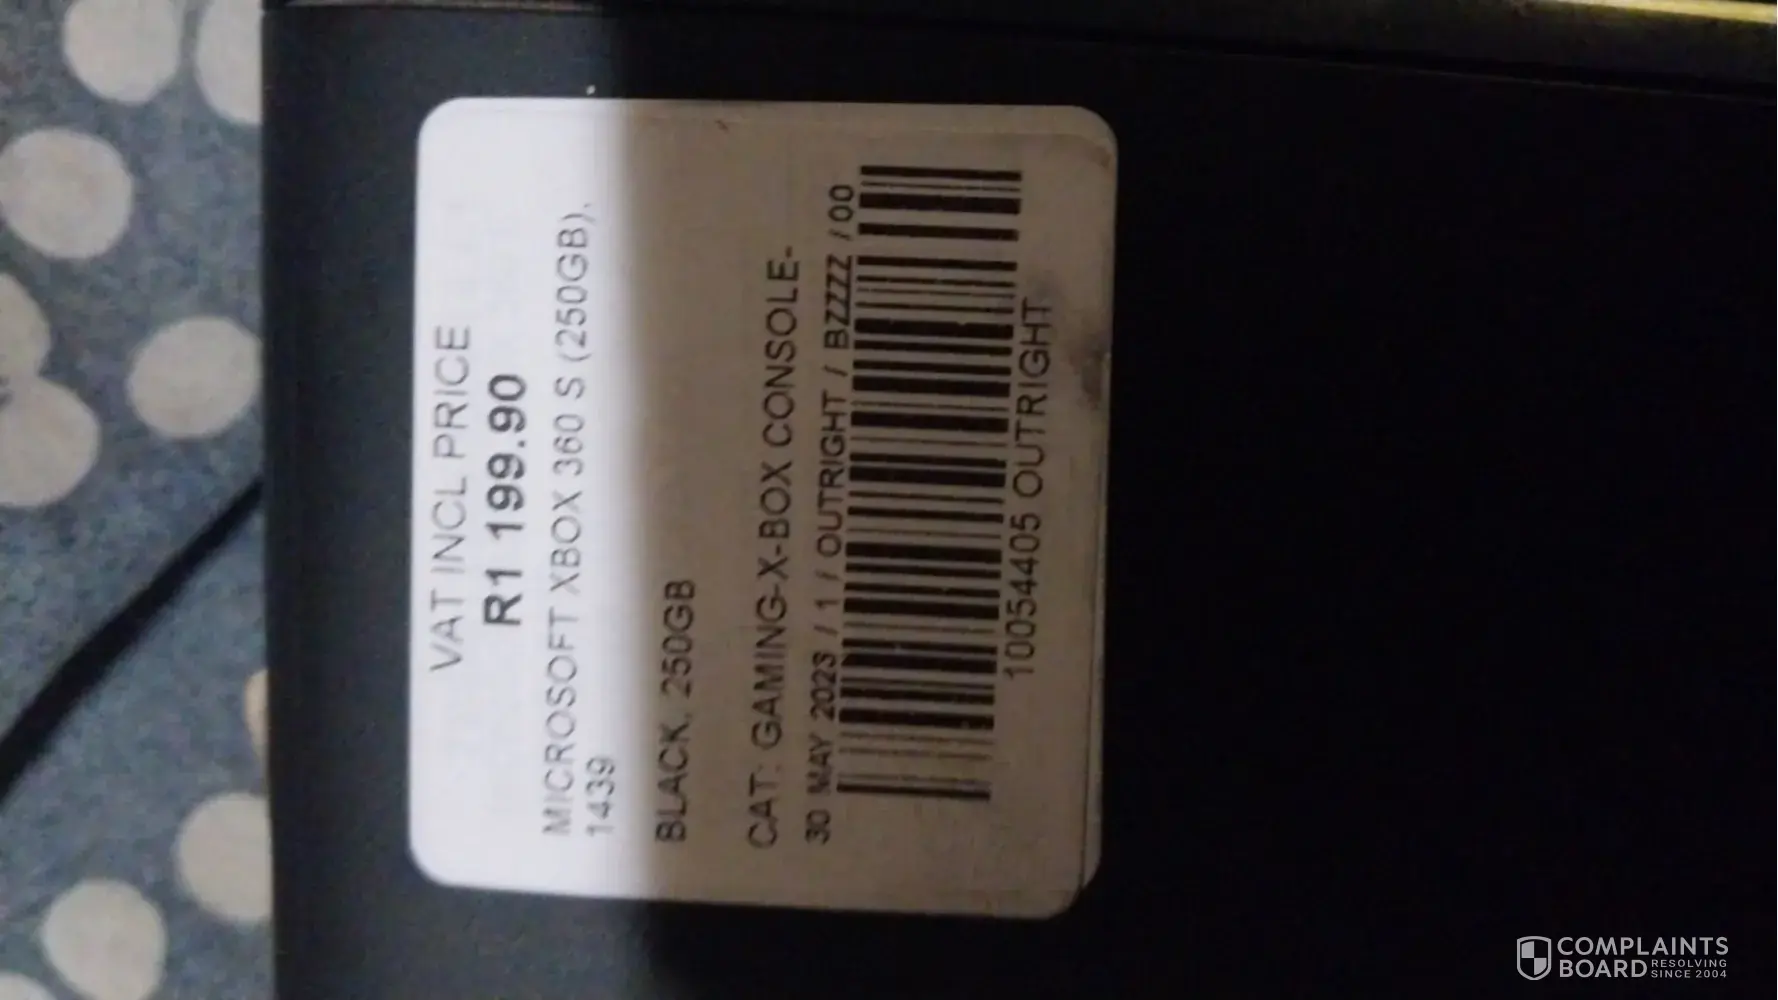 VAT INCL PRICE
R1 199.90
MICROSOFT XBOX 360 S (250GB),
1439
BLACK, 250GB
CAT: GAMING-X-BOX CONSOLE-
30 MAY 2023 / 1 / OUTRIGHT / BZZZZ / 00
10054405 OUTRIGHT
COMPLAINTS
BOARD RESOLVING
SINCE 2004